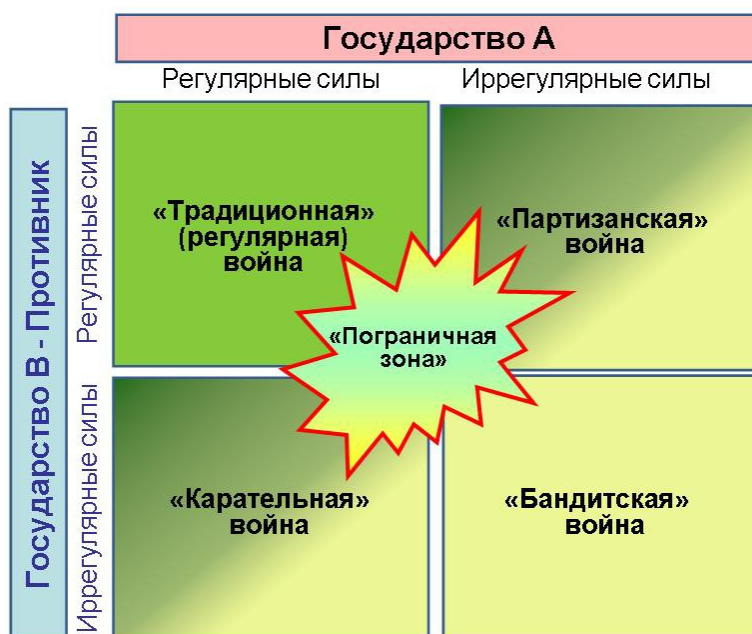 Государство А
Регулярные силы
Иррегулярные силы
Государство В - Противник
Регулярные силы
Иррегулярные силы
«Традиционная»
(регулярная)
война
«Партизанская»
война
«Пограничная
зона»
«Карательная»
война
«Бандитская»
война